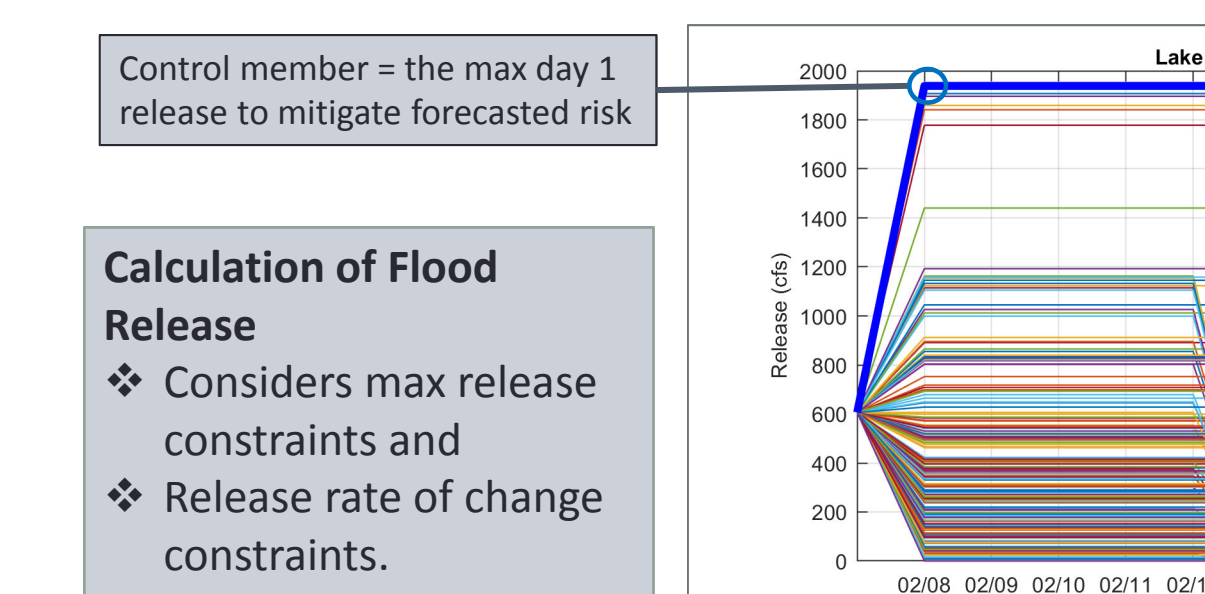 Control member = the max day 1
release to mitigate forecasted risk
Calculation of Flood
Release
❖ Considers max release
constraints and
❖ Release rate of change
constraints.
Lake
2000
1800
1600
1400
1200
1000
800
600
400
200
0
Release (cfs)
02/08 02/09 02/10 02/11 02/1